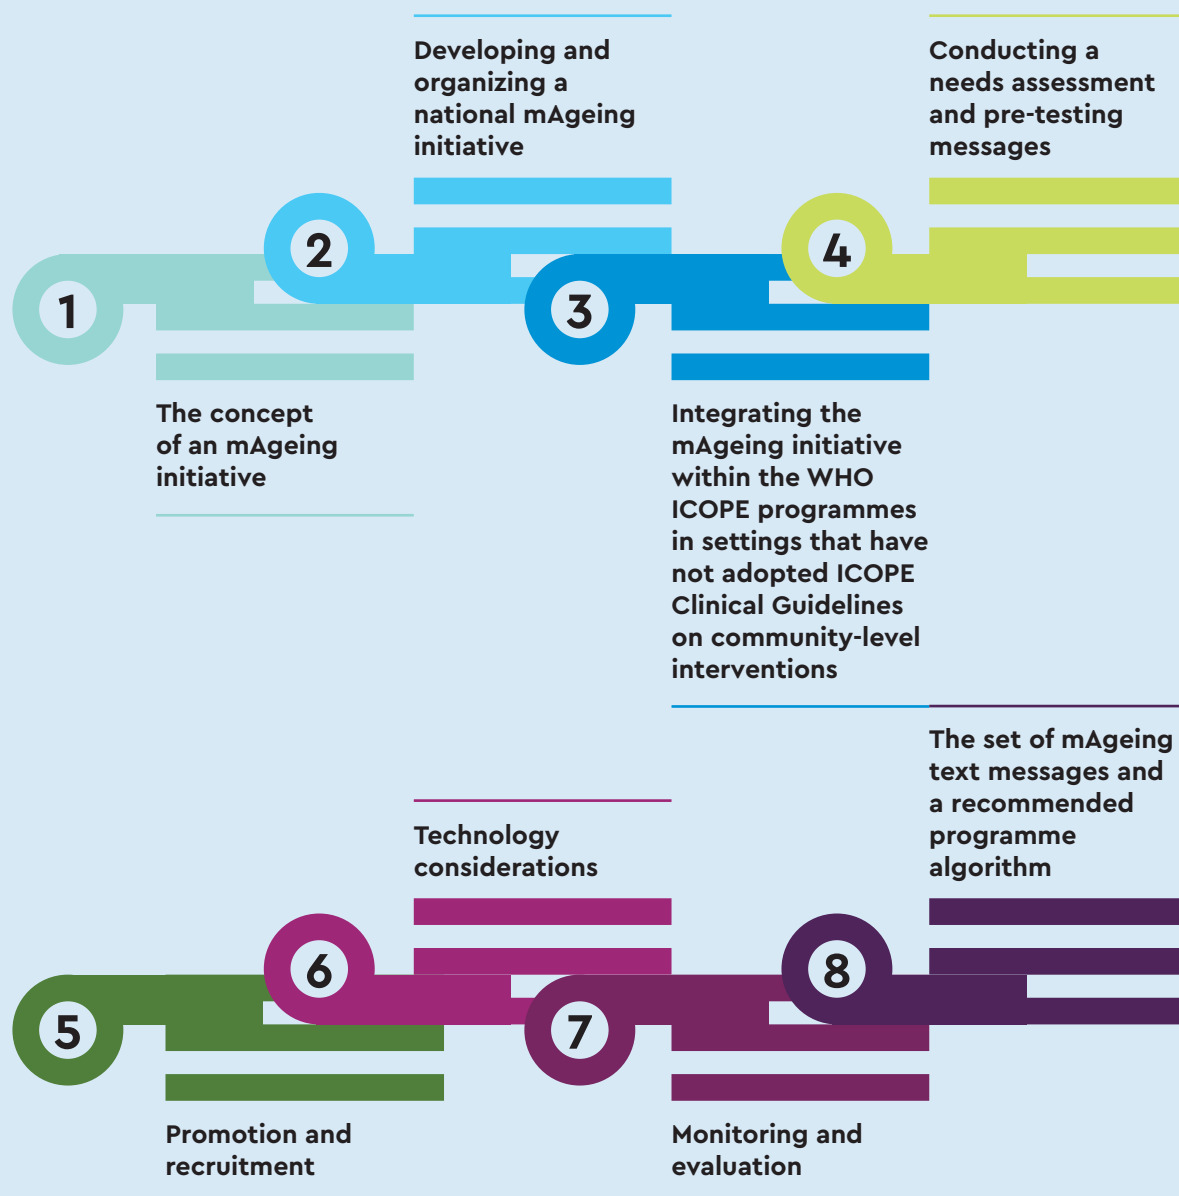 1
The concept
of an mAgeing
initiative
2
Developing and
organizing a
national mAgeing
initiative
3
Integrating the
mAgeing initiative
within the WHO
ICOPE programmes
in settings that have
not adopted ICOPE
Clinical Guidelines
on community-level
interventions
4
Conducting a
needs assessment
and pre-testing
messages
5
Promotion and
recruitment
6
Technology
considerations
7
Monitoring and
evaluation
8
The set of mAgeing
text messages and
a recommended
programme
algorithm